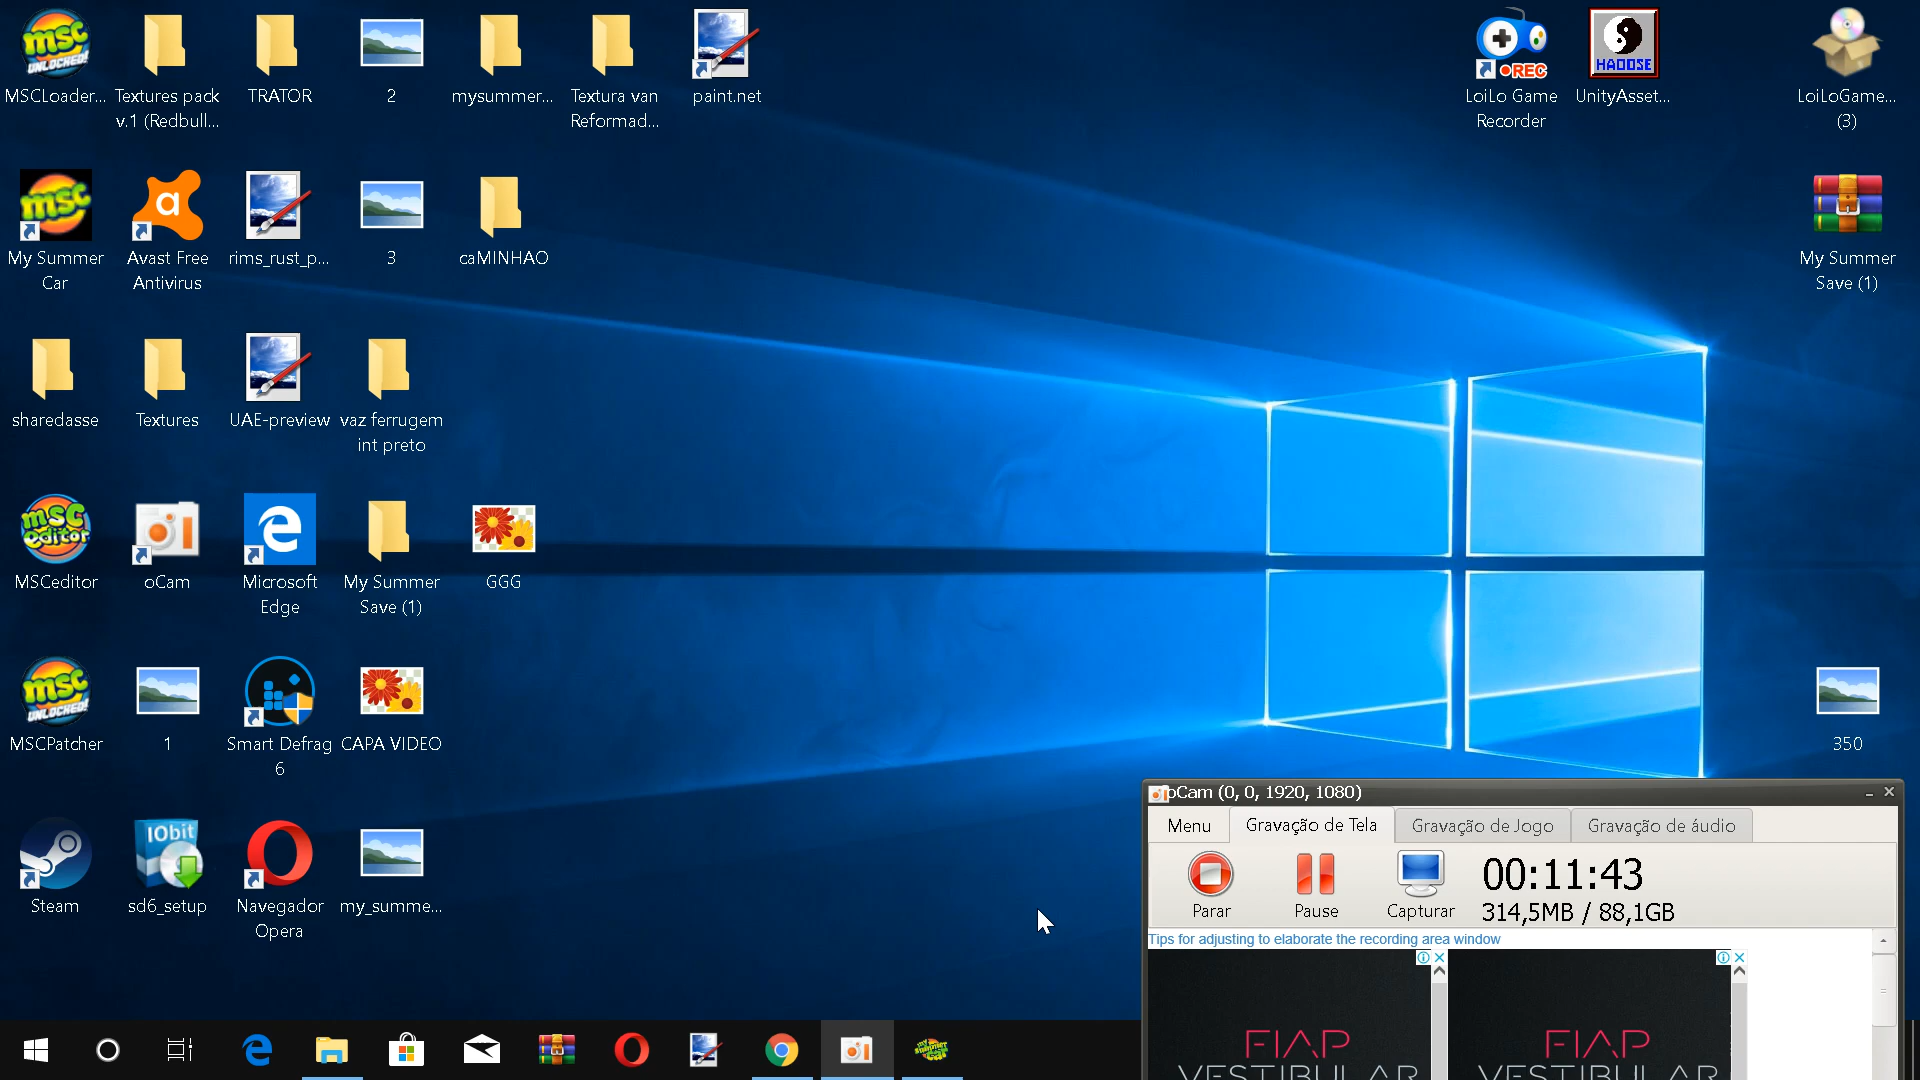 MSCLoader...
Textures pack
v.1 (Redbull...
TRATOR
2
mysummer...
Textura van
Reformad...
paint.net
REC
LoiLo Game
Recorder
HAOOSE
UnityAsset...
LoiLoGame...
(3)
My Summer
Car
Avast Free
Antivirus
rims_rust_p...
3
caMINHAO
My Summer
Save (1)
sharedasse
Textures
UAE-preview
vaz ferrugem
int preto
MSCeditor
oCam
Microsoft
Edge
My Summer
Save (1)
GGG
MSCPatcher
1
Smart Defrag
6
CAPA VIDEO
350
Steam
IObit
sd6_setup
Navegador
Opera
my_summe...
oCam (0, 0, 1920, 1080)
Menu
Gravação de Tela
Gravação de Jogo
Gravação de áudio
Parar
Pause
Capturar
00:11:43
314,5MB / 88,1GB
Tips for adjusting to elaborate the recording area window
FIAP
VESTIBULAR
FIAP
VESTIBULAR